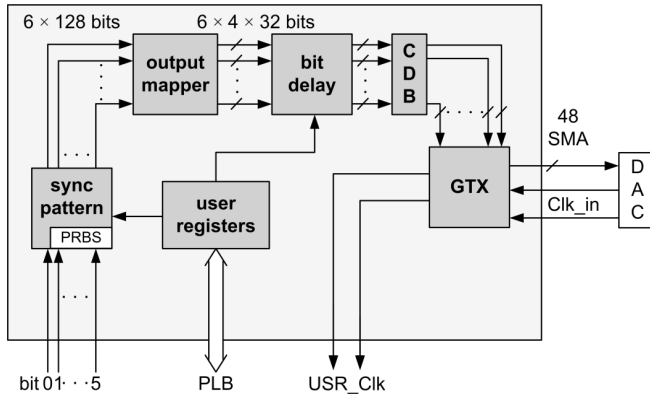 6 × 128 bits
6 × 4 × 32 bits
output
mapper
bit
delay
C
D
B
48
SMA
sync
pattern
PRBS
user
registers
GTX
Clk_in
D
A
C
bit 01···5
PLB
USR_Clk